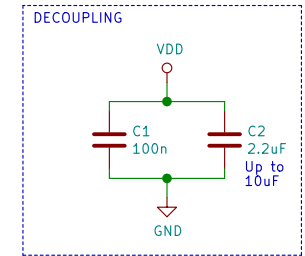 DECOUPLING
VDD
C1
100n
C2
2.2uF
Up to
10uF
GND